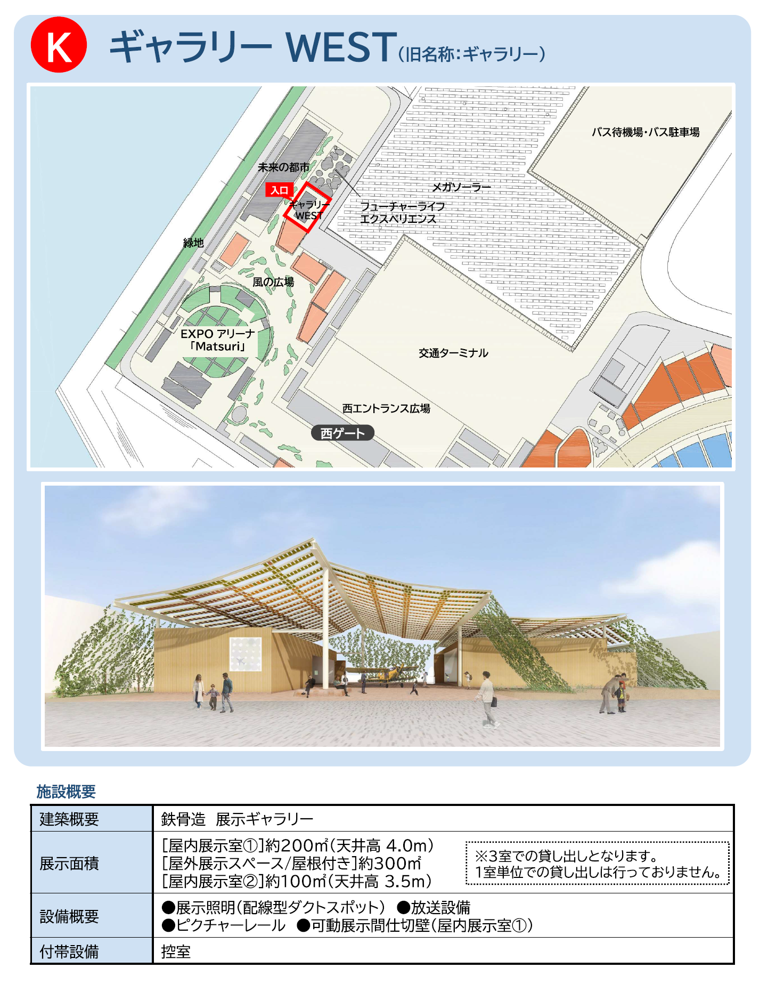 K
ギャラリー WEST(旧名称:ギャラリー)
バス待機場・バス駐車場
未来の都市
入口
メガソーラー
ギャラリー
WEST
フューチャーライフ
エクスペリエンス
緑地
風の広場
EXPO アリーナ
「Matsuri」
交通ターミナル
西エントランス広場
西ゲート
施設概要
建築概要
鉄骨造 展示ギャラリー
展示面積
[屋内展示室①]約200㎡(天井高 4.0m)
[屋外展示スペース/屋根付き]約300㎡
[屋内展示室②]約100㎡(天井高 3.5m)
※3室での貸し出しとなります。
1室単位での貸し出しは行っておりません。
設備概要
●展示照明(配線型ダクトスポット) ●放送設備
●ピクチャーレール ●可動展示間仕切壁(屋内展示室①)
付帯設備
控室